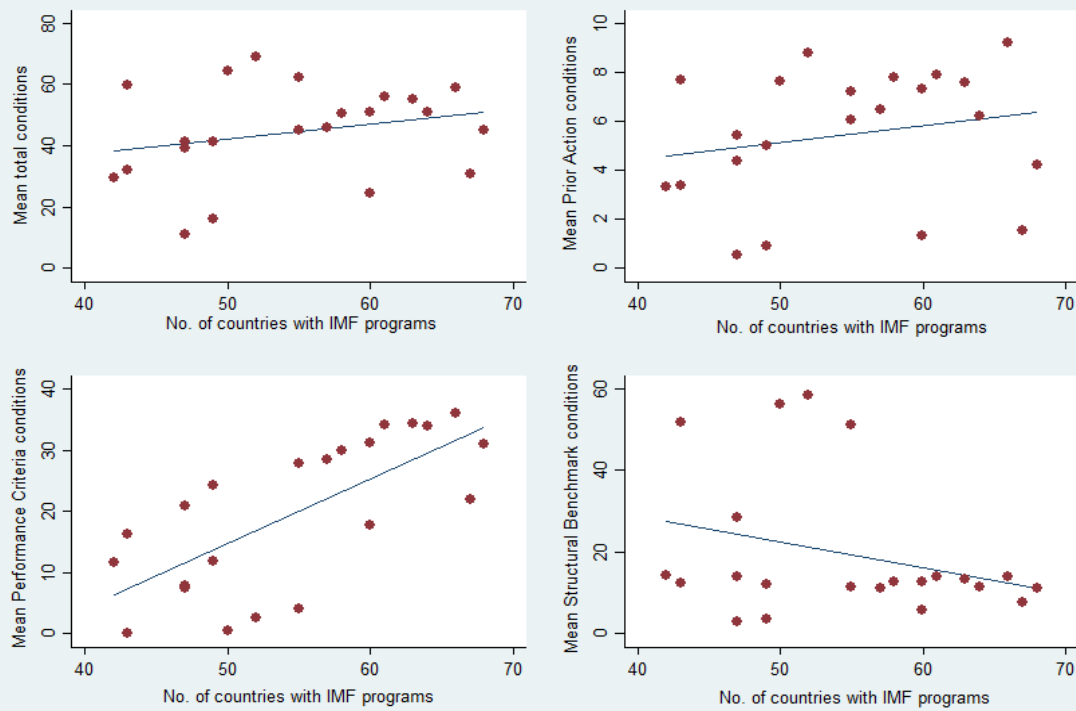 Mean total conditions
80
60
40
20
0
40 50 60 70
No. of countries with IMF programs
Mean Prior Action conditions
10
8
6
4
2
0
40 50 60 70
No. of countries with IMF programs
Mean Performance Criteria conditions
40
30
20
10
0
40 50 60 70
No. of countries with IMF programs
Mean Structural Benchmark conditions
60
40
20
0
40 50 60 70
No. of countries with IMF programs